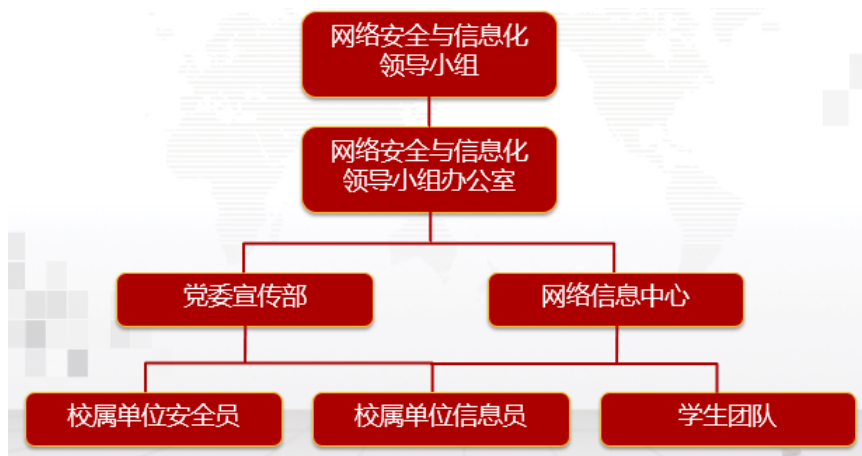 网络安全与信息化
领导小组
网络安全与信息化
领导小组办公室
党委宣传部
网络信息中心
校属单位安全员
校属单位信息员
学生团队